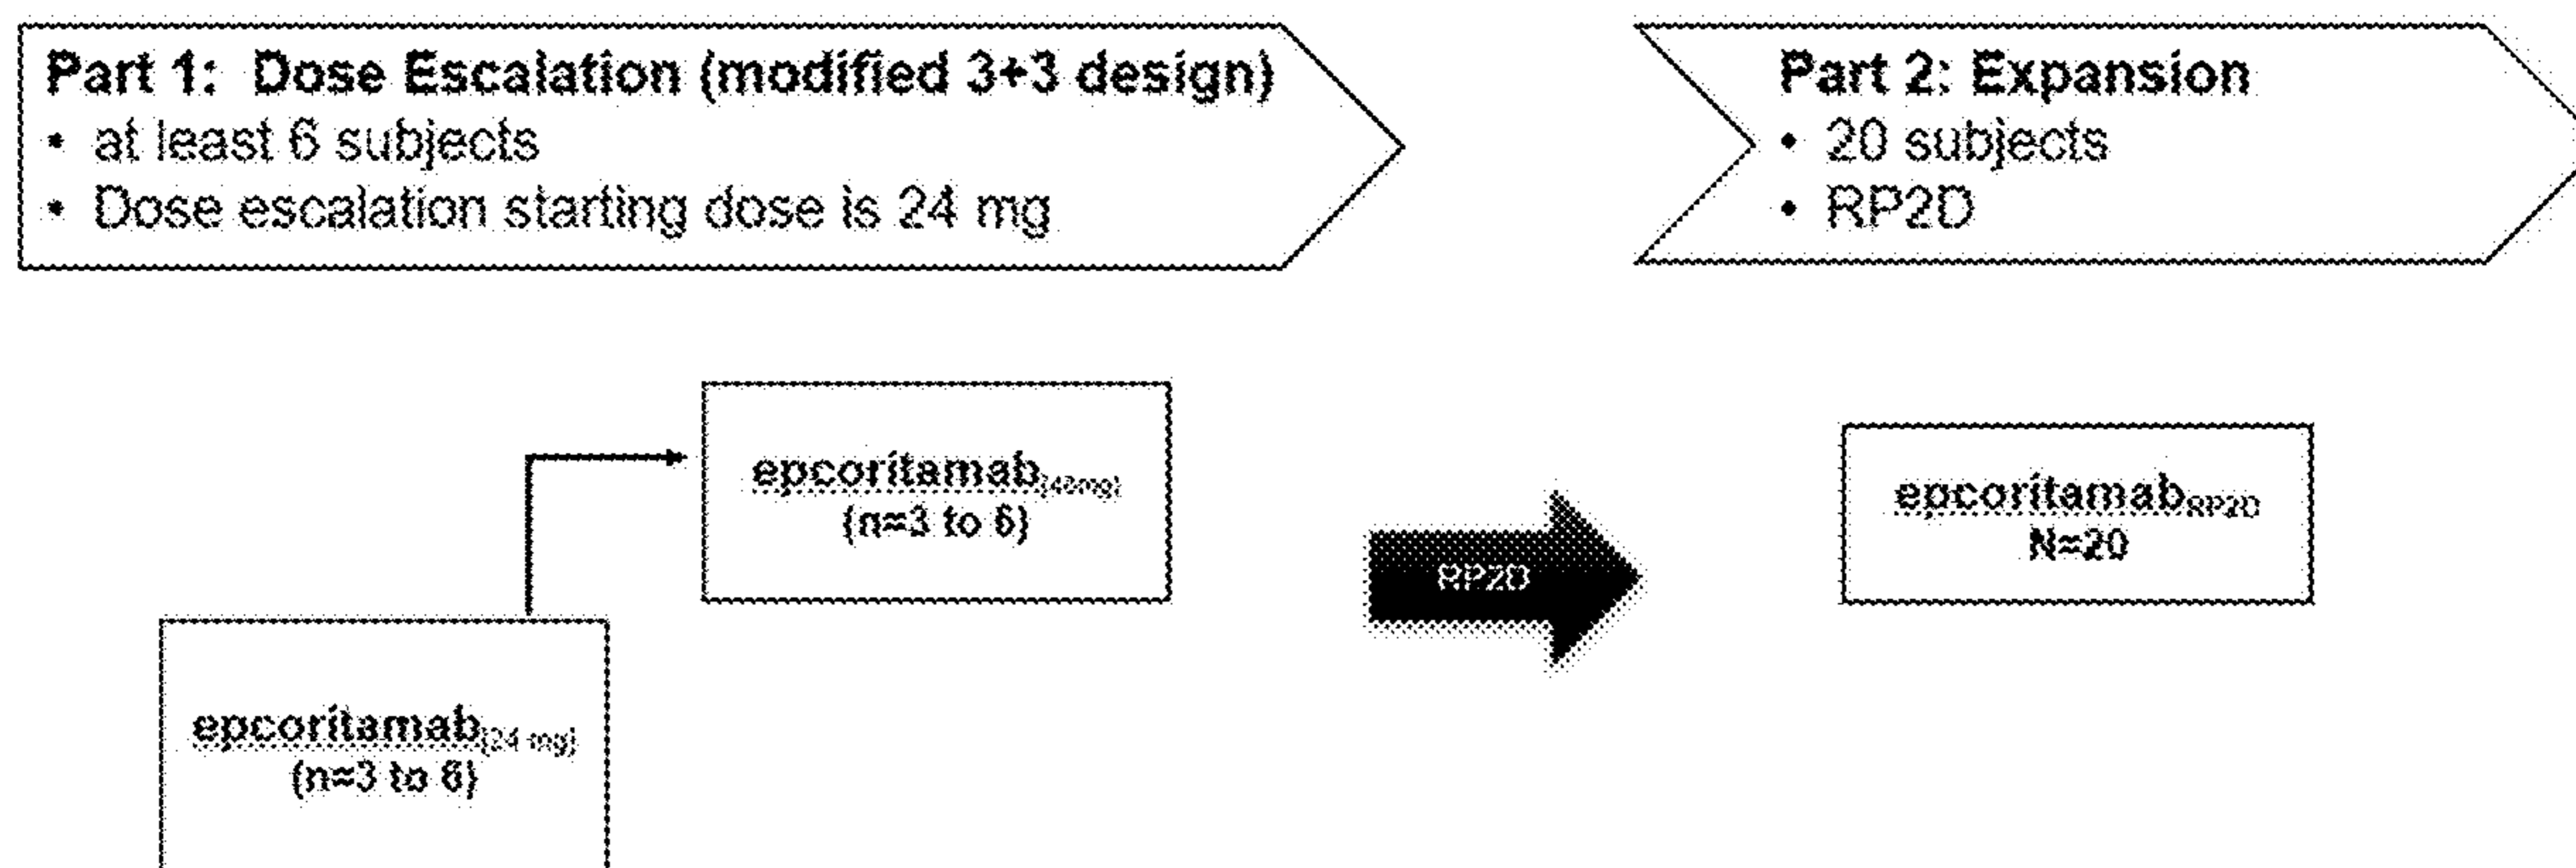 Part 1: Dose Escalation (modified 3+3 design)
• at least 6 subjects
• Dose escalation starting dose is 24 mg
Part 2: Expansion
• 20 subjects
• RP2D
epcoritamab[48mg]
(n=3 to 6)
RP2D
epcoritamabRP2D
N=20
epcoritamab[24 mg]
(n=3 to 6)